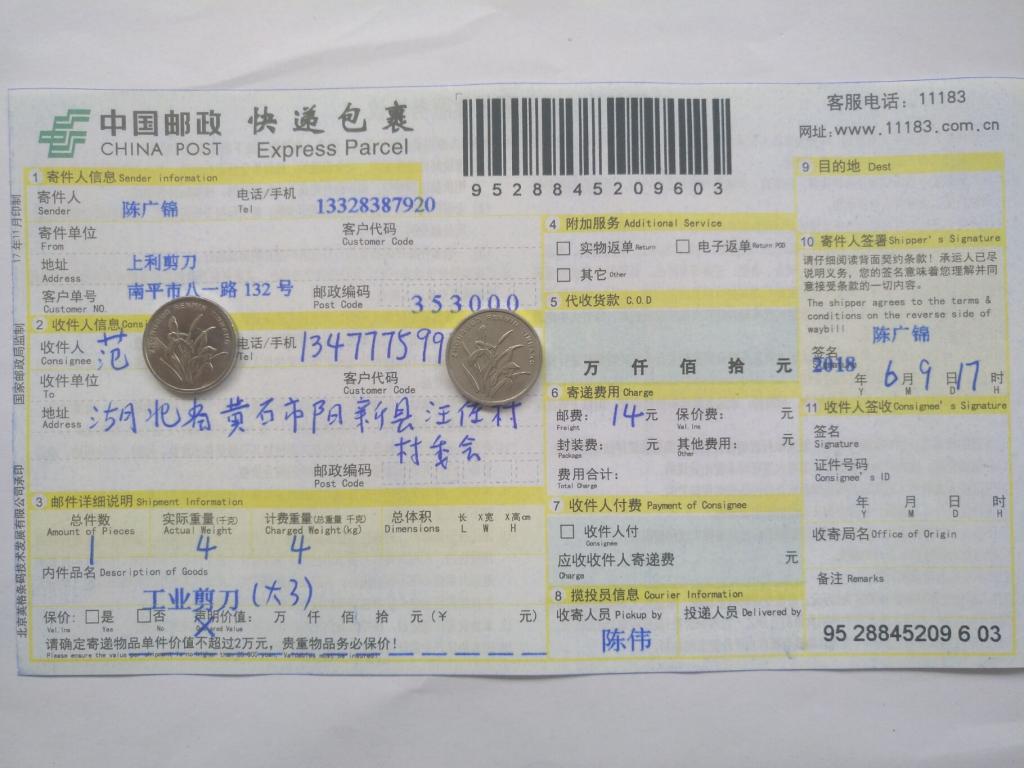 中国邮政 快递包裹
CHINA POST Express Parcel
9528845209603
客服电话：11183
网址:www.11183.com.cn
1 寄件人信息 Sender information
寄件人 Sender 陈广锦 电话/手机 Tel 13328387920
寄件单位 From 客户代码 Customer Code
地址 Address 上利剪刀
南平市八一路 132 号
客户单号 Customer NO. 邮政编码 Post Code 353000
2 收件人信息 Cons
收件人 Consignee 范 电话/手机 Tel 134777599
收件单位 To 客户代码 Customer Code
地址 Address 湖北省黄石市阳新县汪任村
村委会
邮政编码 Post Code
3 邮件详细说明 Shipment Information
总件数 Amount of Pieces 实际重量(千克) Actual Weight 计费重量(总重量 千克) Charged Weight(kg) 总体积 Dimensions 长 L X宽 W X高cm H
1 4 4
内件品名 Description of Goods
工业剪刀 (大3)
保价: Val.Ins 是 Yes 否 No 声明价值: Declared Value 万 仟 佰 拾 元 (￥ 元)
X
请确定寄递物品单件价值不超过2万元，贵重物品务必保价!
4 附加服务 Additional Service
实物返单 Return 电子返单 Return POD
其它 Other
5 代收货款 C.O.D
万 仟 佰 拾 元
6 寄递费用 Charge
邮费: Freight 14 元 保价费: Val.Ins 元
封装费: Package 元 其他费用: Other 元
费用合计: Total Charge 元
7 收件人付费 Payment of Consignee
收件人付 Consignee
应收收件人寄递费 Charge 元
8 揽投员信息 Courier Information
收寄人员 Pickup by 投递人员 Delivered by
陈伟
9 目的地 Dest
10 寄件人签署 Shipper's Signature
请仔细阅读背面契约条款! 承运人已尽
说明义务，您的签名意味着您理解并同
意接受条款的一切内容。
The shipper agrees to the terms &
conditions on the reverse side of
waybill
陈广锦
签名
2018 年 Y 6 月 M 9 日 D 17 时 H
11 收件人签收 Consignee's Signature
签名 Signature
证件号码 Consignee's ID
年 Y 月 M 日 D 时 H
收寄局名 Office of Origin
备注 Remarks
95 28845209 6 03
17年11月印制
国家邮政局监制
北京英格条码技术发展有限公司承印